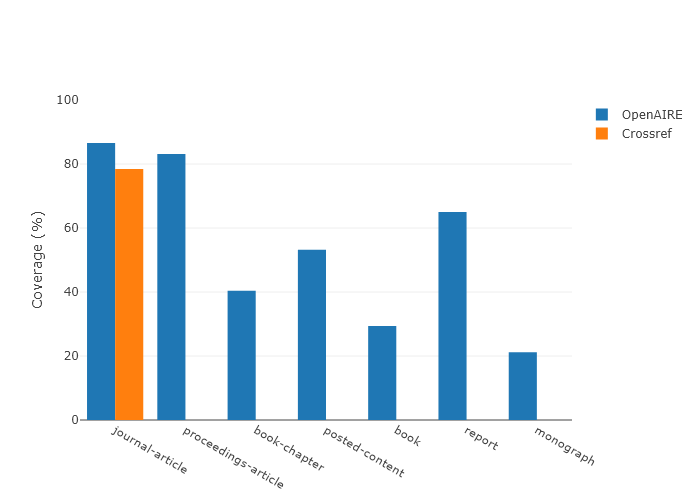 100
80
60
40
20
0
Coverage (%)
journal-article
proceedings-article
book-chapter
posted-content
book
report
monograph
OpenAIRE
Crossref